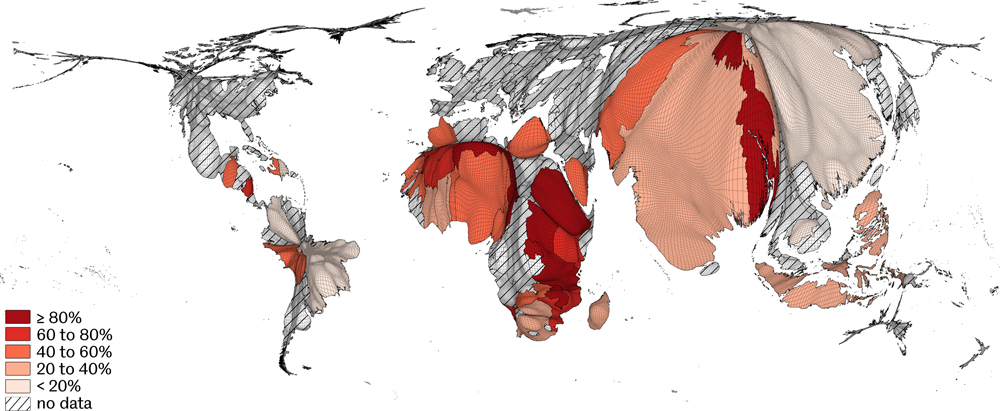 ≥ 80%
60 to 80%
40 to 60%
20 to 40%
< 20%
no data